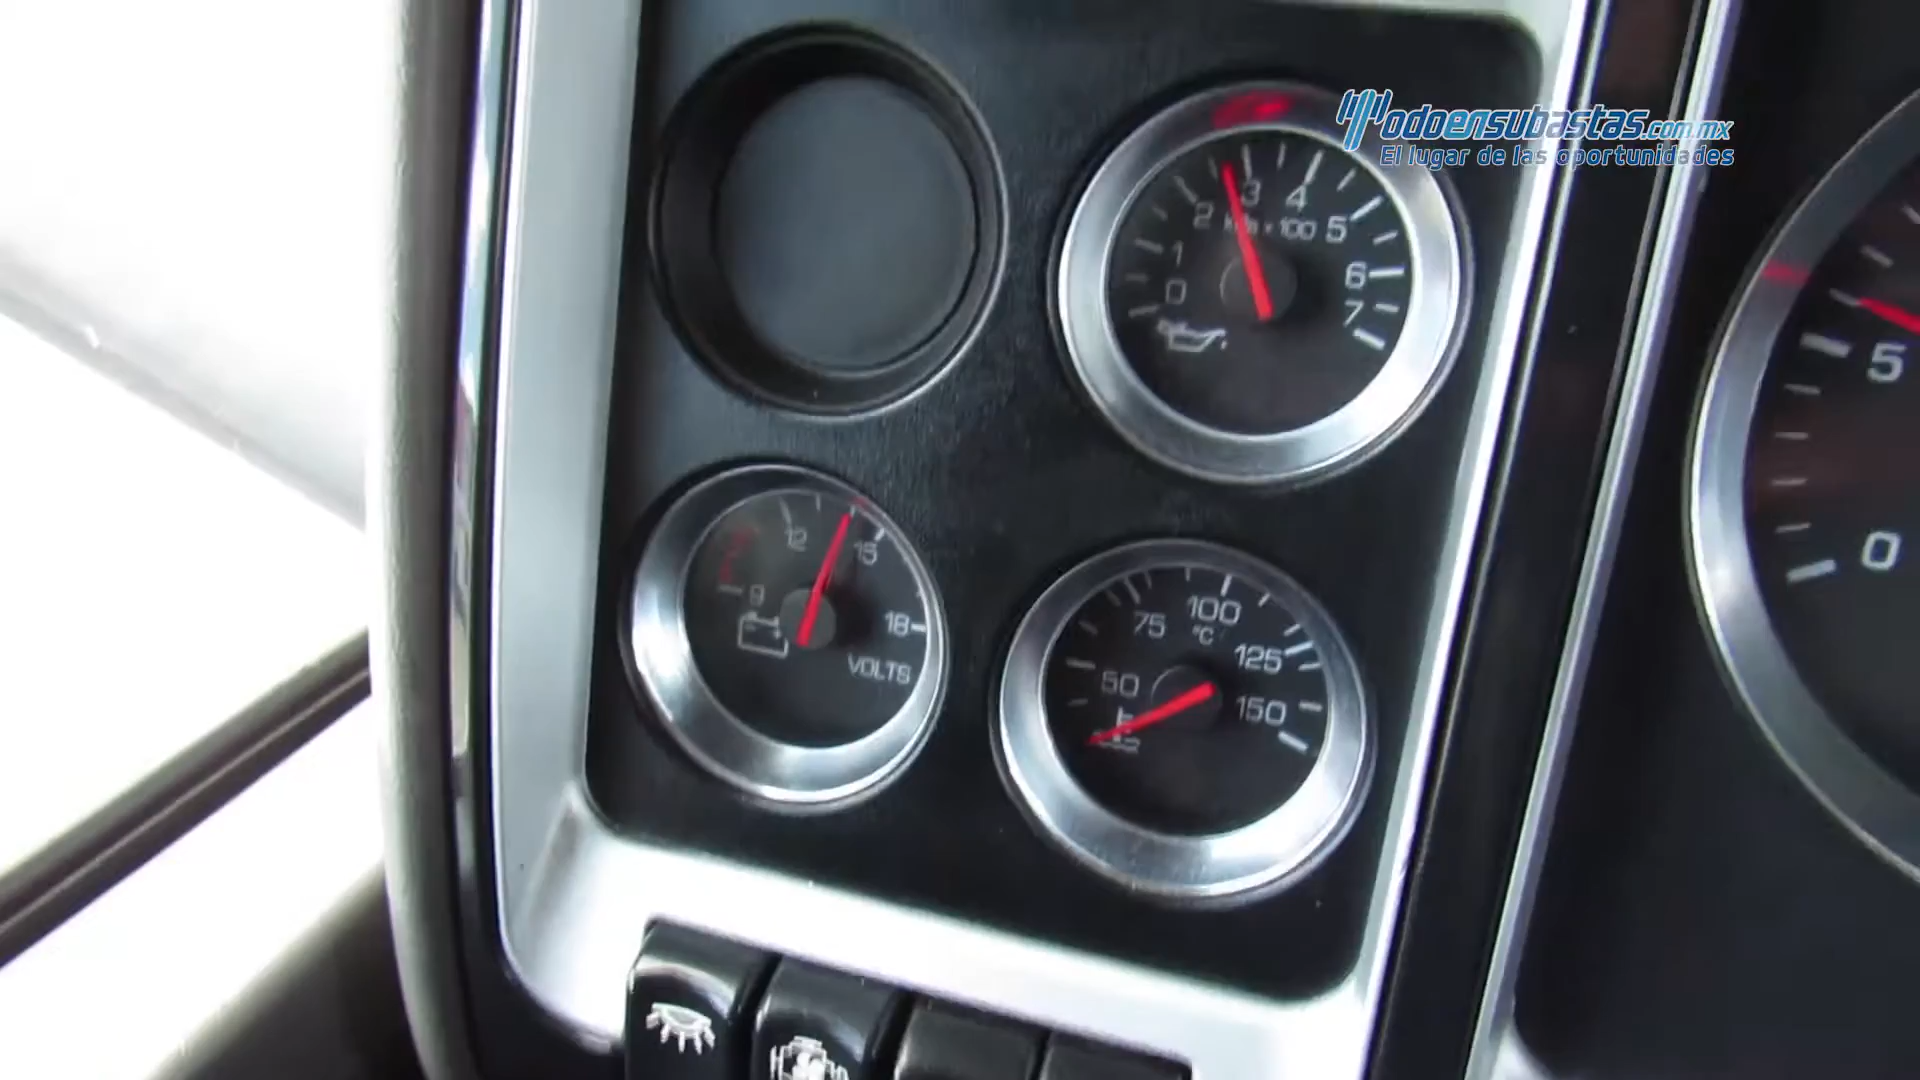 Modoensubastas.com.mx
El lugar de las oportunidades
0 1 2 3 4 5 6 7
kPa x 100
9 12 15 18
VOLTS
50 75 100 125 150
°C
5
0